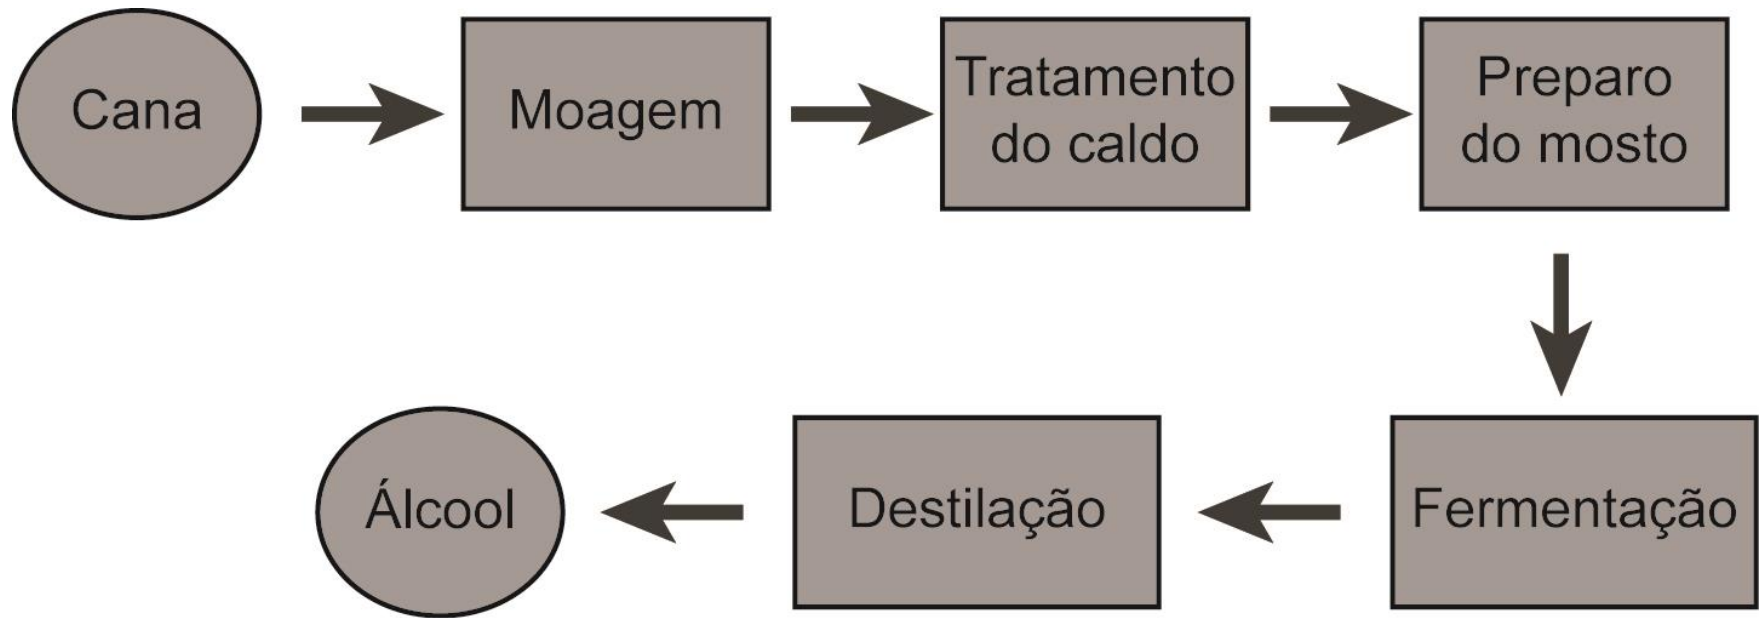 Cana
Moagem
Tratamento
do caldo
Preparo
do mosto
Fermentação
Destilação
Álcool